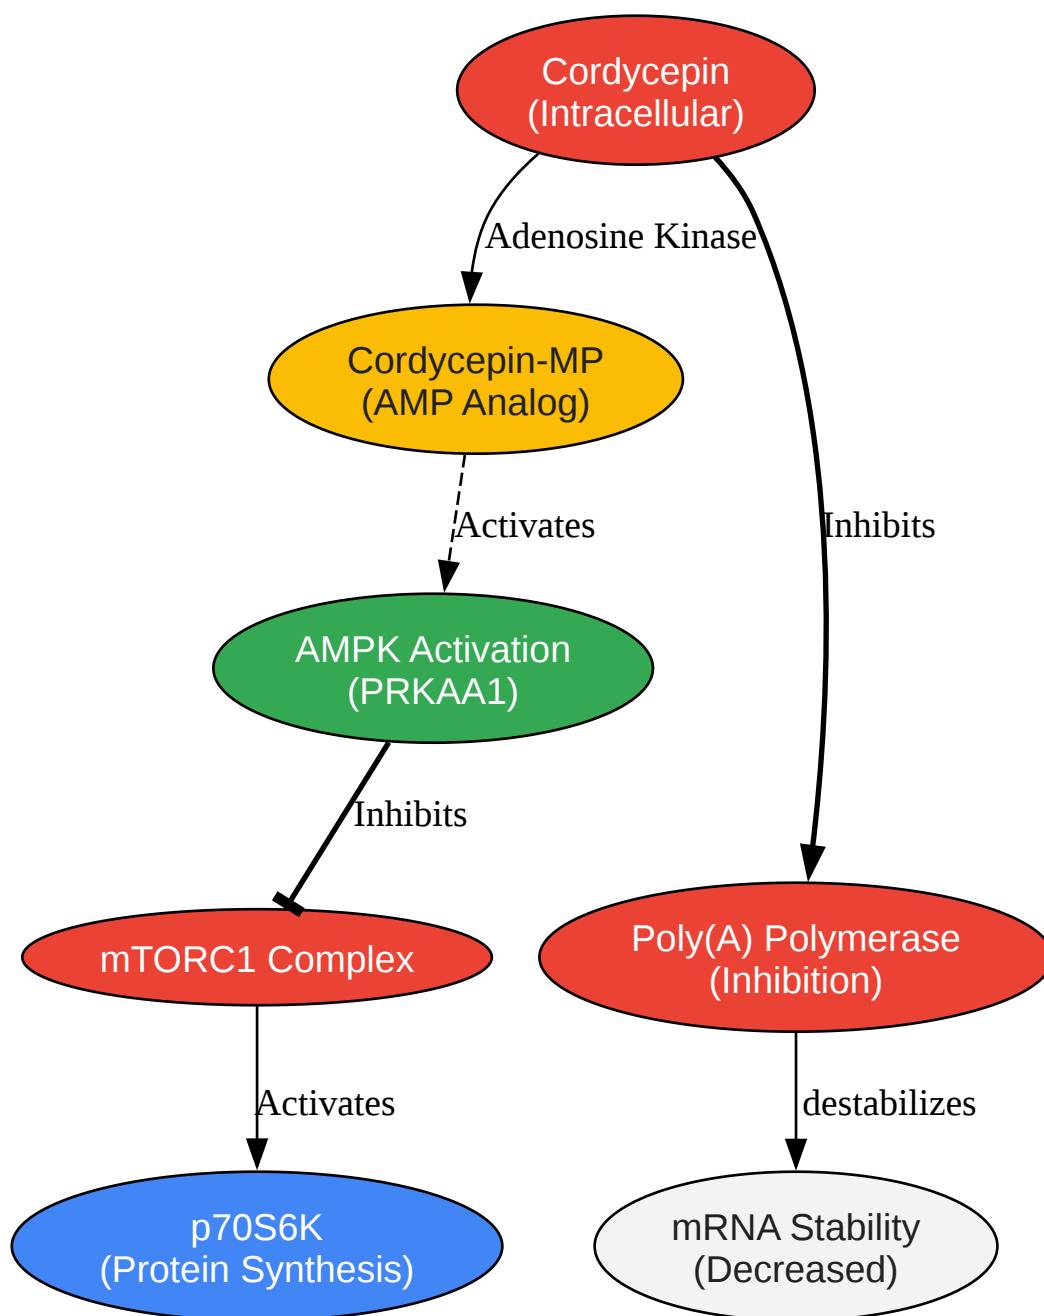 Cordycepin
(Intracellular)
Adenosine Kinase
Cordycepin-MP
(AMP Analog)
Activates
Inhibits
AMPK Activation
(PRKAA1)
Inhibits
mTORC1 Complex
Poly(A) Polymerase
(Inhibition)
Activates
destabilizes
p70S6K
(Protein Synthesis)
mRNA Stability
(Decreased)